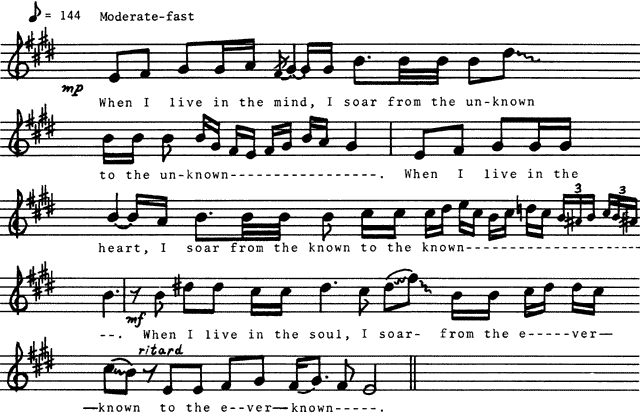 ♪= 144 Moderate-fast
mp
When I live in the mind, I soar from the un-known
to the un-known-----------------. When I live in the
3 3
heart, I soar from the known to the known--------------------
mf
--. When I live in the soul, I soar- from the e-----ver—
ritard
—known to the e--ver—known-----.